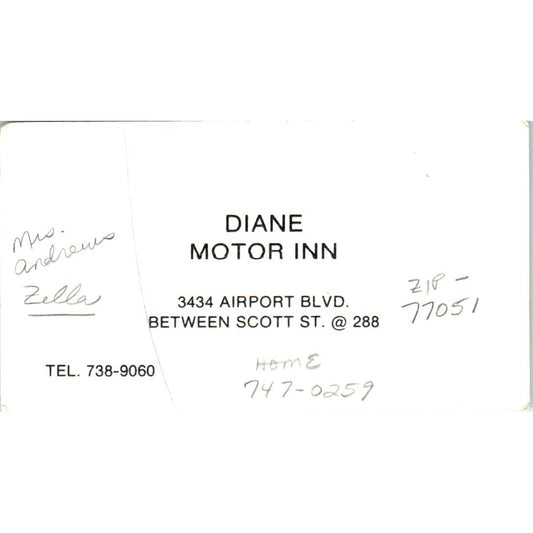 DIANE
MOTOR INN
Mrs.
Andrews
Zella
3434 AIRPORT BLVD.
BETWEEN SCOTT ST. @ 288
ZIP -
77051
TEL. 738-9060
HOME
747-0259